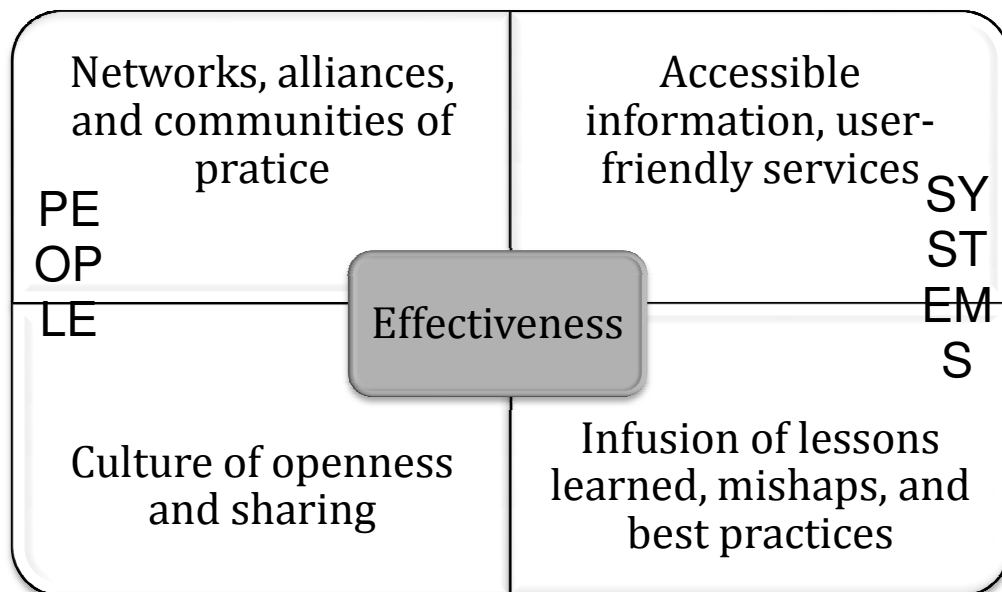 Networks, alliances,
and communities of
pratice
Accessible
information, user-
friendly services
PE
OP
LE
SY
ST
EM
S
Effectiveness
Culture of openness
and sharing
Infusion of lessons
learned, mishaps, and
best practices